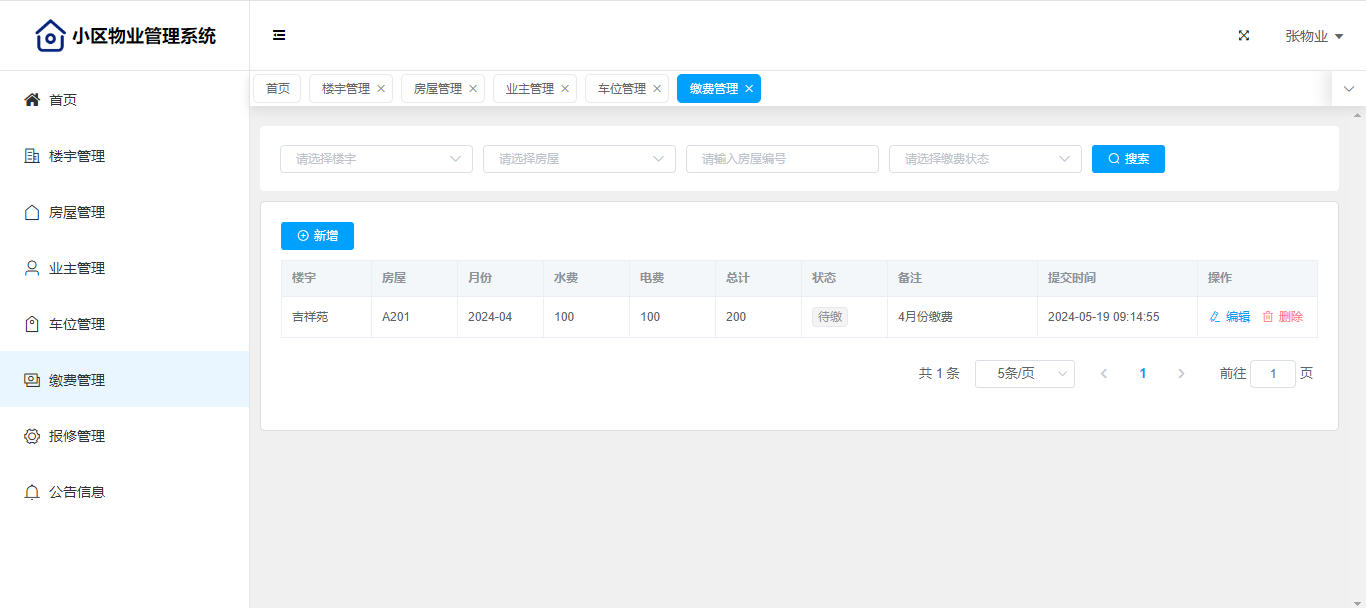 小区物业管理系统
张物业
首页
楼宇管理
房屋管理
业主管理
车位管理
缴费管理
报修管理
公告信息
首页 楼宇管理 房屋管理 业主管理 车位管理 缴费管理
请选择楼宇 请选择房屋 请输入房屋编号 请选择缴费状态 搜索
新增
楼宇 房屋 月份 水费 电费 总计 状态 备注 提交时间 操作
吉祥苑 A201 2024-04 100 100 200 待缴 4月份缴费 2024-05-19 09:14:55 编辑 删除
共 1 条 5条/页 1 前往 1 页